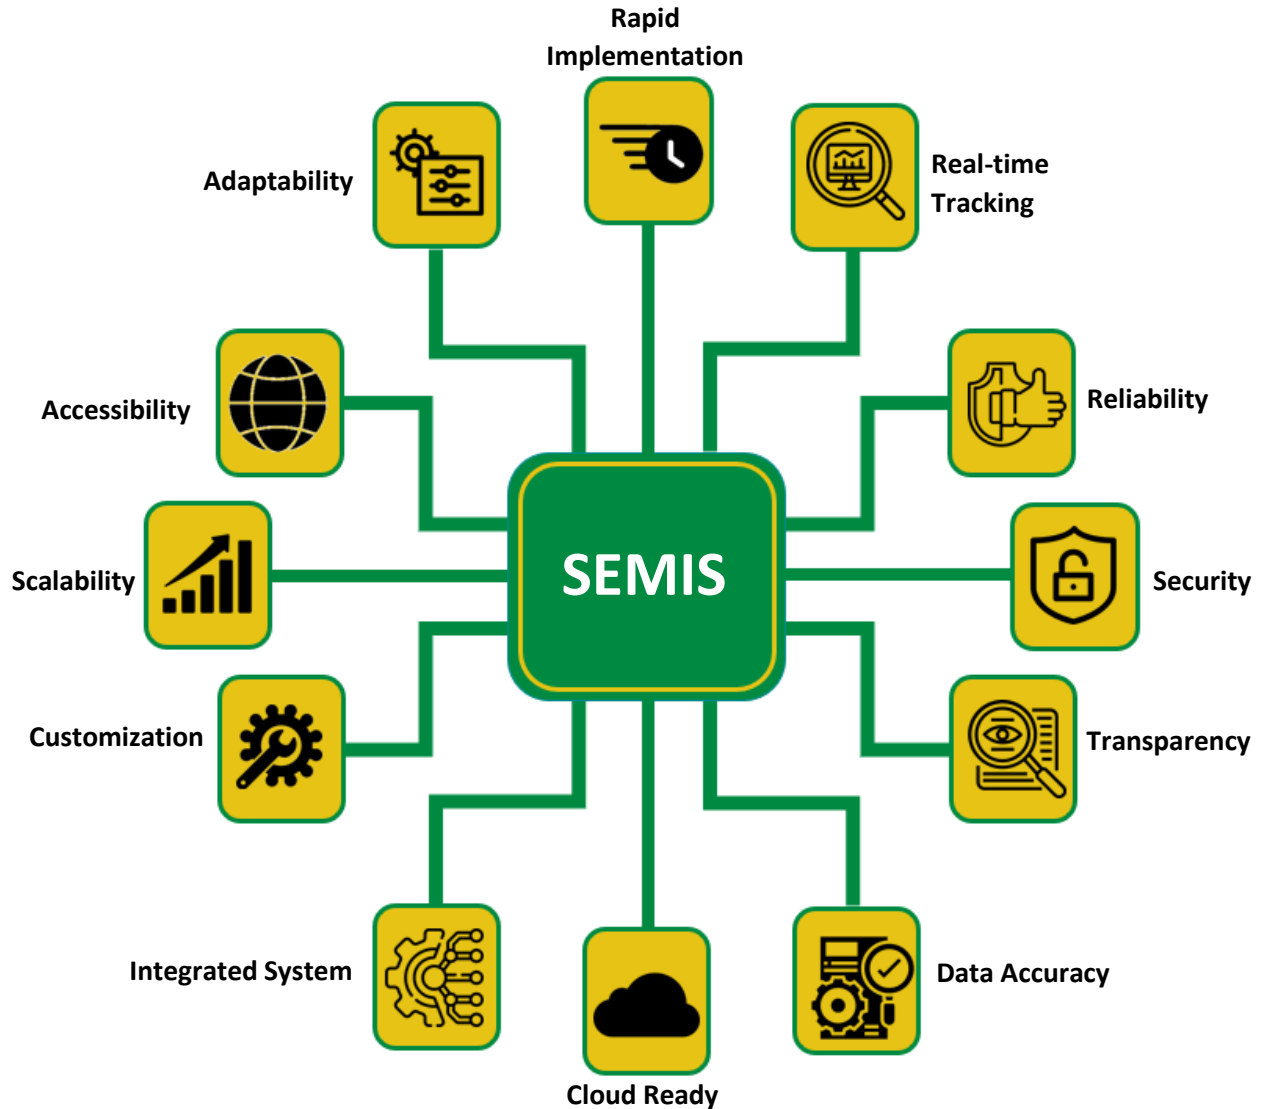 Rapid
Implementation
Adaptability
Real-time
Tracking
Accessibility
Reliability
Scalability
SEMIS
Security
Customization
Transparency
Integrated System
Data Accuracy
Cloud Ready